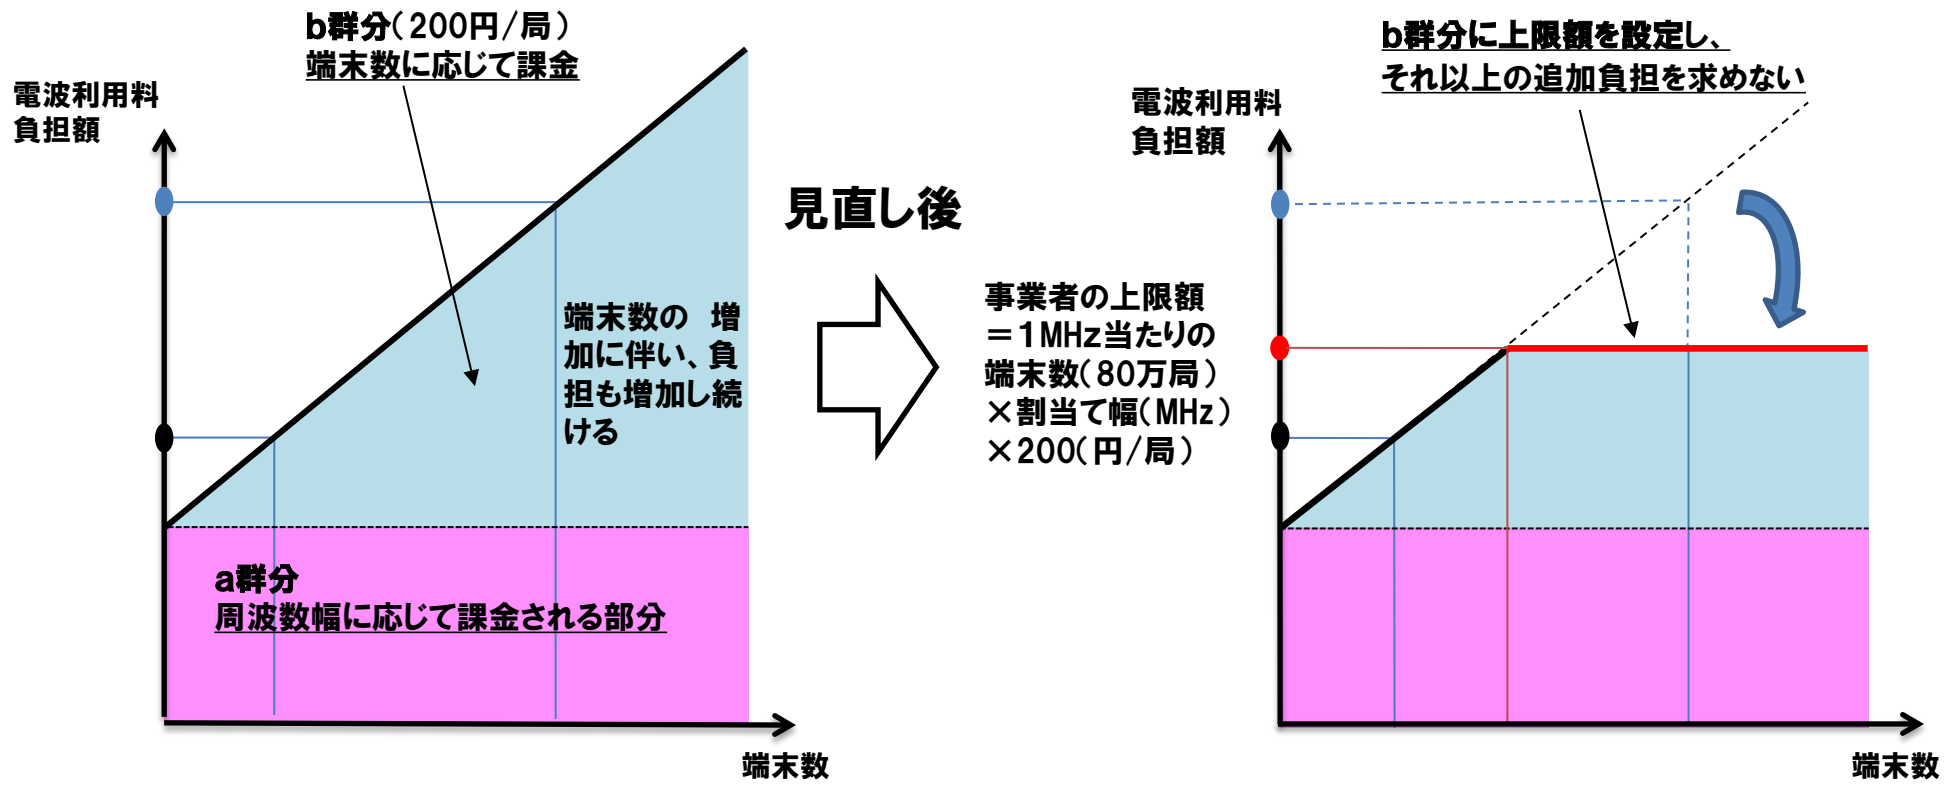 b群分(200円/局)
端末数に応じて課金
電波利用料
負担額
端末数の 増
加に伴い、負
担も増加し続
ける
a群分
周波数幅に応じて課金される部分
端末数
見直し後
事業者の上限額
=1MHz当たりの
端末数(80万局)
×割当て幅(MHz)
×200(円/局)
b群分に上限額を設定し、
それ以上の追加負担を求めない
電波利用料
負担額
端末数